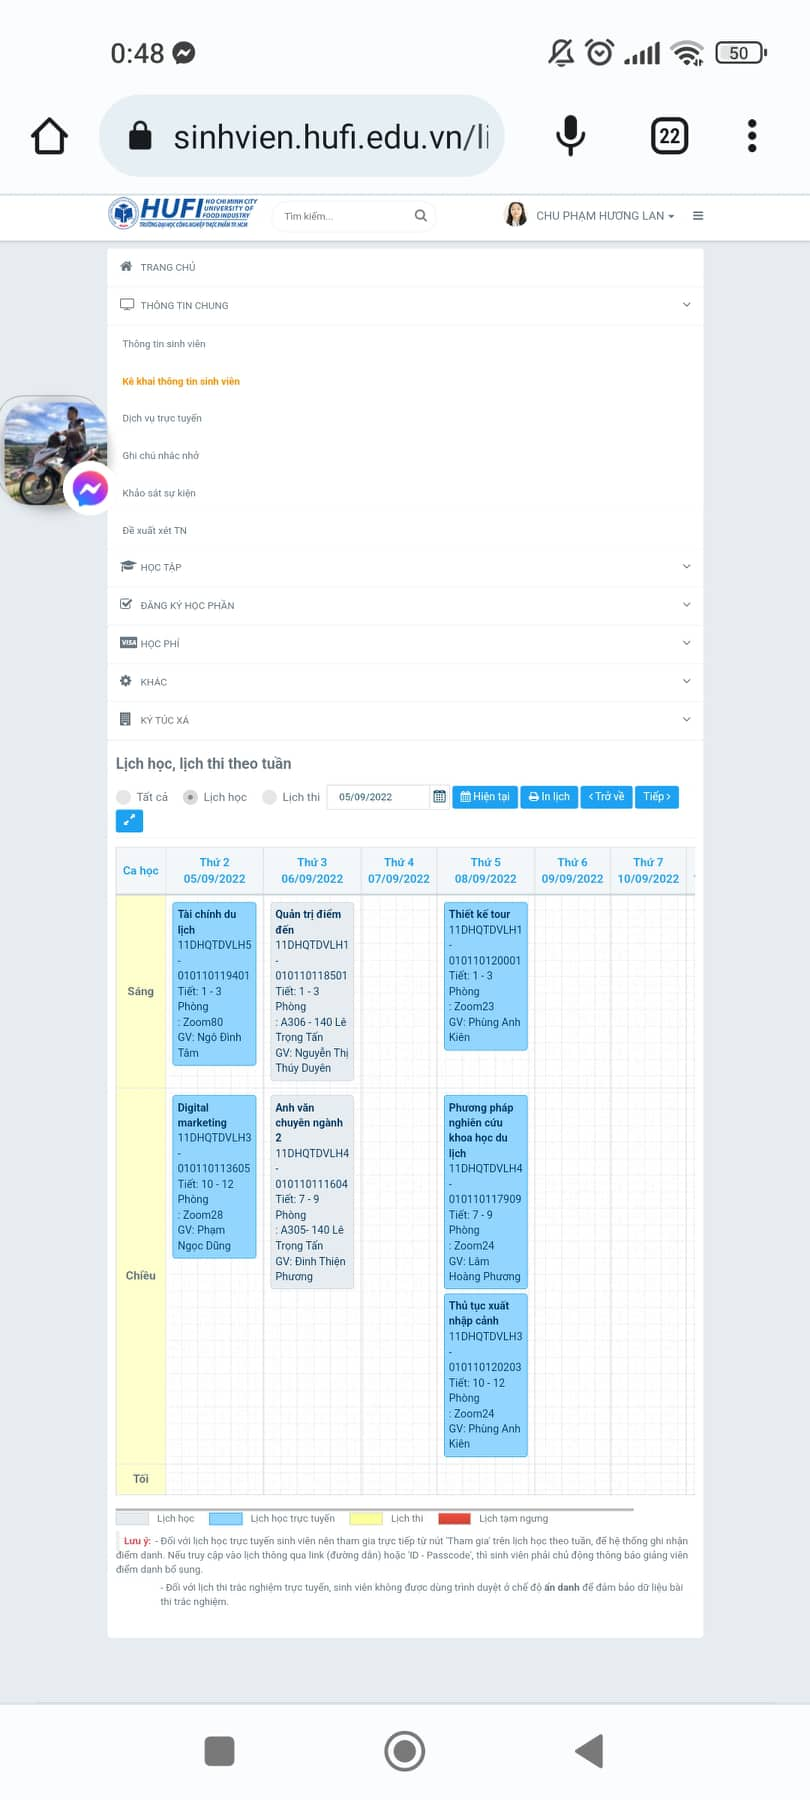 0:48
50
sinhvien.hufi.edu.vn/li
22
HUFI
HO CHI MINH CITY
UNIVERSITY OF
FOOD INDUSTRY
TRƯỜNG ĐẠI HỌC CÔNG NGHIỆP THỰC PHẨM TP. HCM
Tìm kiếm...
CHU PHẠM HƯƠNG LAN
TRANG CHỦ
THÔNG TIN CHUNG
Thông tin sinh viên
Kê khai thông tin sinh viên
Dịch vụ trực tuyến
Ghi chú nhắc nhở
Khảo sát sự kiện
Đề xuất xét TN
HỌC TẬP
ĐĂNG KÝ HỌC PHẦN
VISA HỌC PHÍ
KHÁC
KÝ TÚC XÁ
Lịch học, lịch thi theo tuần
Tất cả Lịch học Lịch thi 05/09/2022 Hiện tại In lịch Trở về Tiếp
Ca học
Thứ 2
05/09/2022
Thứ 3
06/09/2022
Thứ 4
07/09/2022
Thứ 5
08/09/2022
Thứ 6
09/09/2022
Thứ 7
10/09/2022
Sáng
Tài chính du
lịch
11DHQTDVLH5
-
010110119401
Tiết: 1 - 3
Phòng
: Zoom80
GV: Ngô Đình
Tâm
Quản trị điểm
đến
11DHQTDVLH1
-
010110118501
Tiết: 1 - 3
Phòng
: A306 - 140 Lê
Trọng Tấn
GV: Nguyễn Thị
Thúy Duyên
Thiết kế tour
11DHQTDVLH1
-
010110120001
Tiết: 1 - 3
Phòng
: Zoom23
GV: Phùng Anh
Kiên
Chiều
Digital
marketing
11DHQTDVLH3
-
010110113605
Tiết: 10 - 12
Phòng
: Zoom28
GV: Phạm
Ngọc Dũng
Anh văn
chuyên ngành
2
11DHQTDVLH4
-
010110111604
Tiết: 7 - 9
Phòng
: A305- 140 Lê
Trọng Tấn
GV: Đinh Thiện
Phương
Phương pháp
nghiên cứu
khoa học du
lịch
11DHQTDVLH4
-
010110117909
Tiết: 7 - 9
Phòng
: Zoom24
GV: Lâm
Hoàng Phương
Thủ tục xuất
nhập cảnh
11DHQTDVLH3
-
010110120203
Tiết: 10 - 12
Phòng
: Zoom24
GV: Phùng Anh
Kiên
Tối
Lịch học Lịch học trực tuyến Lịch thi Lịch tạm ngưng
Lưu ý: - Đối với lịch học trực tuyến sinh viên nên tham gia trực tiếp từ nút 'Tham gia' trên lịch học theo tuần, để hệ thống ghi nhận
điểm danh. Nếu truy cập vào lịch thông qua link (đường dẫn) hoặc 'ID - Passcode', thì sinh viên phải chủ động thông báo giảng viên
điểm danh bổ sung.
- Đối với lịch thi trắc nghiệm trực tuyến, sinh viên không được dùng trình duyệt ở chế độ ẩn danh để đảm bảo dữ liệu bài
thi trắc nghiệm.